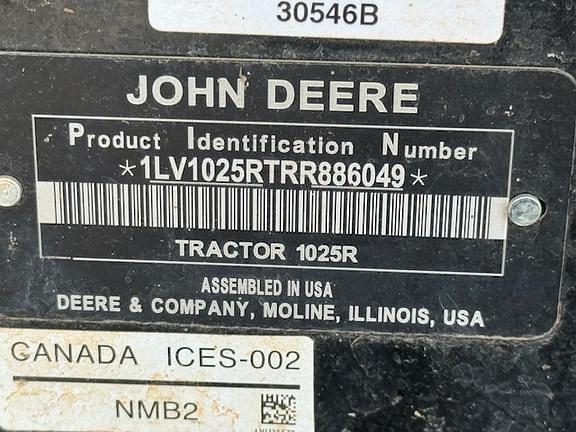 30546B
JOHN DEERE
Product Identification Number
*1LV1025RTRR886049*
TRACTOR 1025R
ASSEMBLED IN USA
DEERE & COMPANY, MOLINE, ILLINOIS, USA
CANADA ICES-002
NMB2